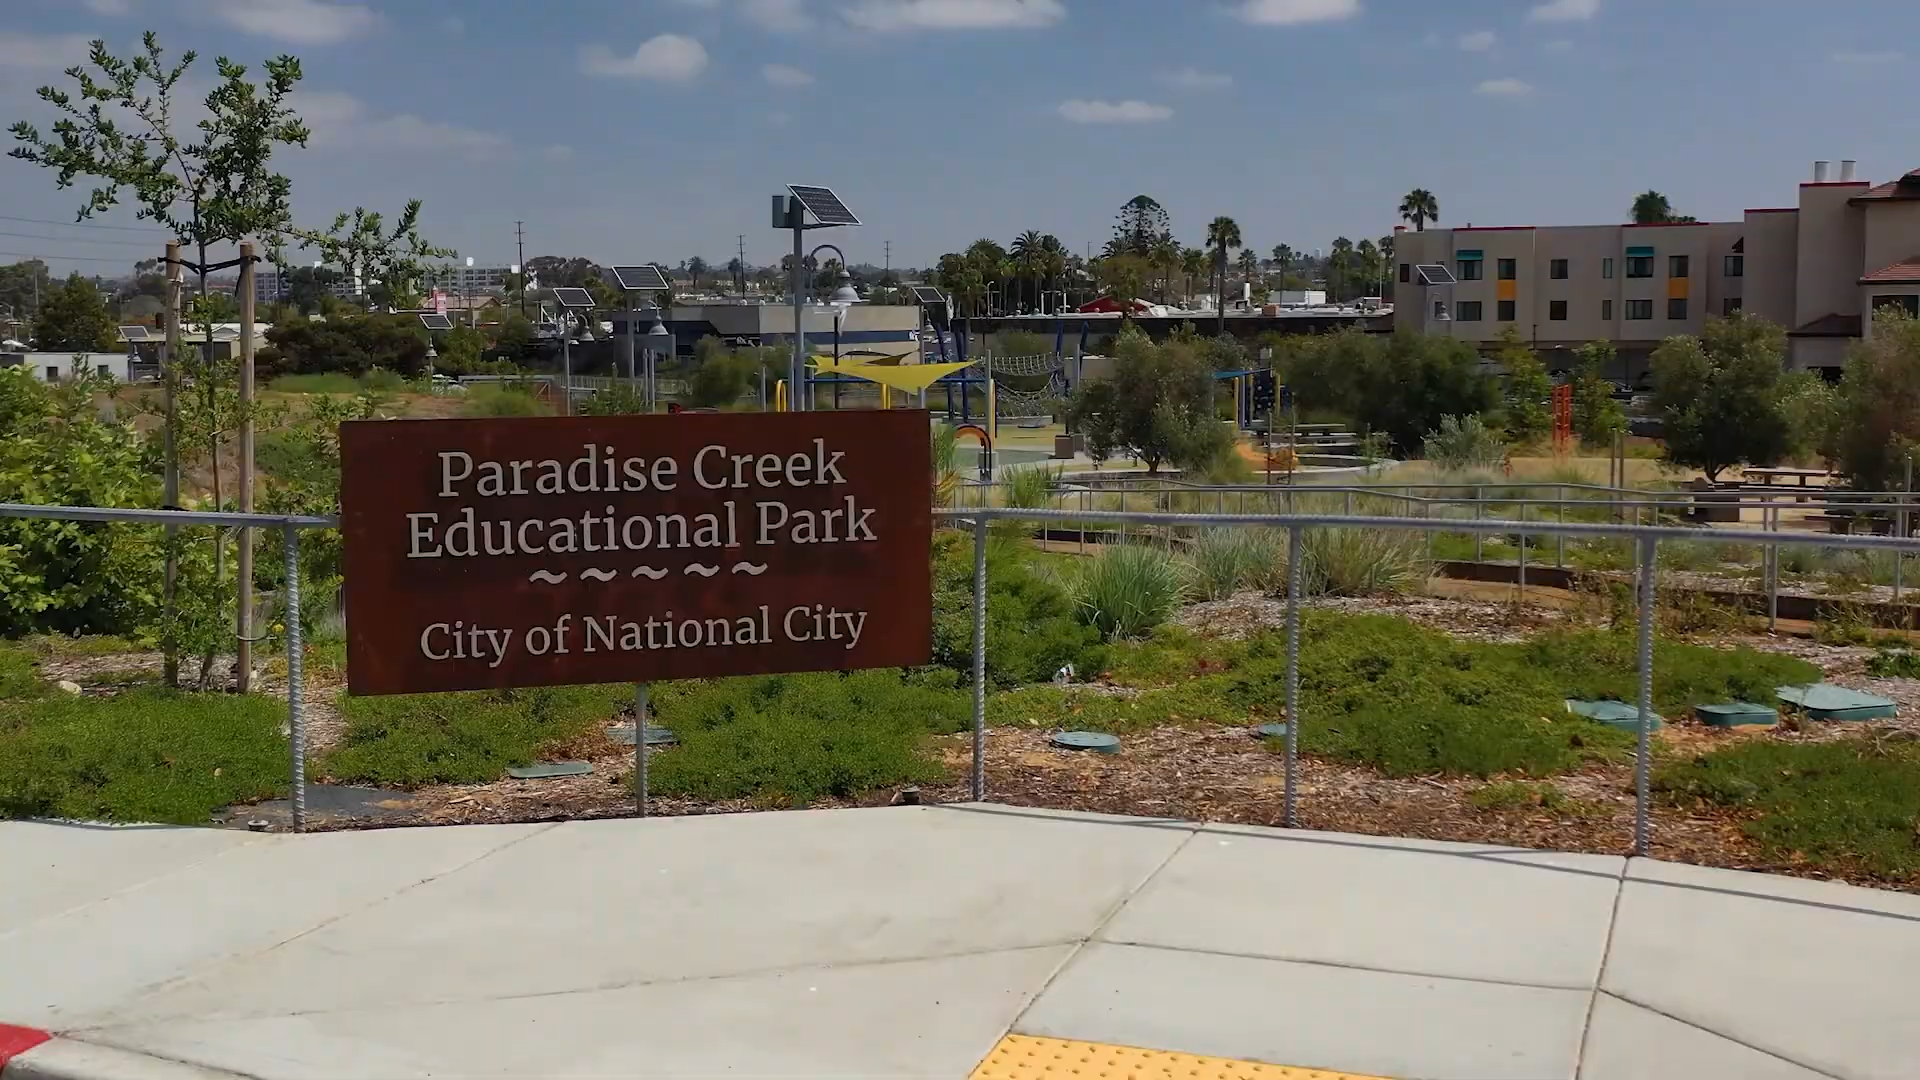 Paradise Creek
Educational Park
~ ~ ~ ~ ~
City of National City